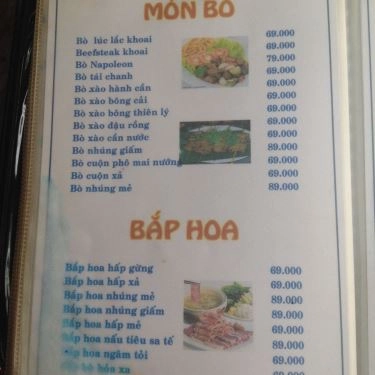 MÓN BÒ
Bò lúc lắc khoai 69.000
Beefsteak khoai 69.000
Bò Napoleon 79.000
Bò tái chanh 69.000
Bò xào hành cần 69.000
Bò xào bông cải 69.000
Bò xào bông thiên lý 69.000
Bò xào đậu rồng 69.000
Bò xào cần nước 69.000
Bò nhúng giấm 89.000
Bò cuộn phô mai nướng 69.000
Bò cuộn xả 69.000
Bò nhúng mẻ 89.000
BẮP HOA
Bắp hoa hấp gừng 69.000
Bắp hoa hấp xả 69.000
Bắp hoa nhúng mẻ 89.000
Bắp hoa nhúng giấm 89.000
Bắp hoa hấp mẻ 69.000
Bắp hoa nấu tiêu sa tế 89.000
Bắp hoa ngâm tỏi 69.000
hoa 69.000